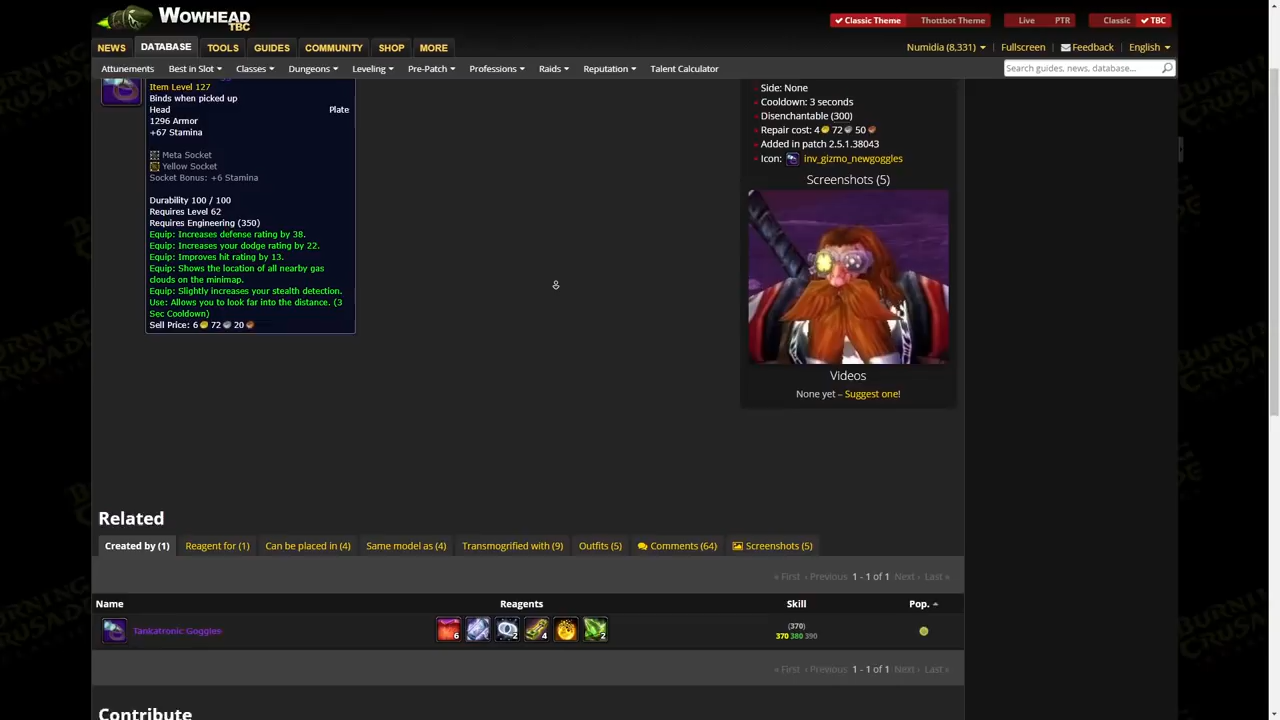 WOWHEAD
TBC
Classic Theme
Thottbot Theme
Live
PTR
Classic
TBC
NEWS
DATABASE
TOOLS
GUIDES
COMMUNITY
SHOP
MORE
Numidia (8,331)
Fullscreen
Feedback
English
Attunements
Best in Slot
Classes
Dungeons
Pre-Patch
Professions
Raids
Reputation
Talent Calculator
Search guides, news, database...
Item Level 127
Binds when picked up
Head Plate
1296 Armor
+67 Stamina
Meta Socket
Yellow Socket
Socket Bonus: +6 Stamina
Durability 100 / 100
Requires Level 62
Requires Engineering (350)
Equip: Increases defense rating by 38.
Equip: Increases your dodge rating by 22.
Equip: Improves hit rating by 13.
Equip: Shows the location of all nearby gas
clouds on the minimap.
Equip: Slightly increases your stealth detection.
Use: Allows you to look far into the distance. (3
Sec Cooldown)
Sell Price: 6 72 20
Side: None
Cooldown: 3 seconds
Disenchantable (300)
Repair cost: 4 72 50
Added in patch 2.5.1.38043
Icon: inv_gizmo_newgoggles
Screenshots (5)
Videos
None yet – Suggest one!
Related
Created by (1)
Reagent for (1)
Can be placed in (4)
Same model as (4)
Transmogrified with (9)
Outfits (5)
Comments (64)
Screenshots (5)
« First ‹ Previous 1 - 1 of 1 Next › Last »
Name Reagents Skill Pop.
Tankatronic Goggles 6 2 4 2 (370)
370 380 390
« First ‹ Previous 1 - 1 of 1 Next › Last »
Contribute